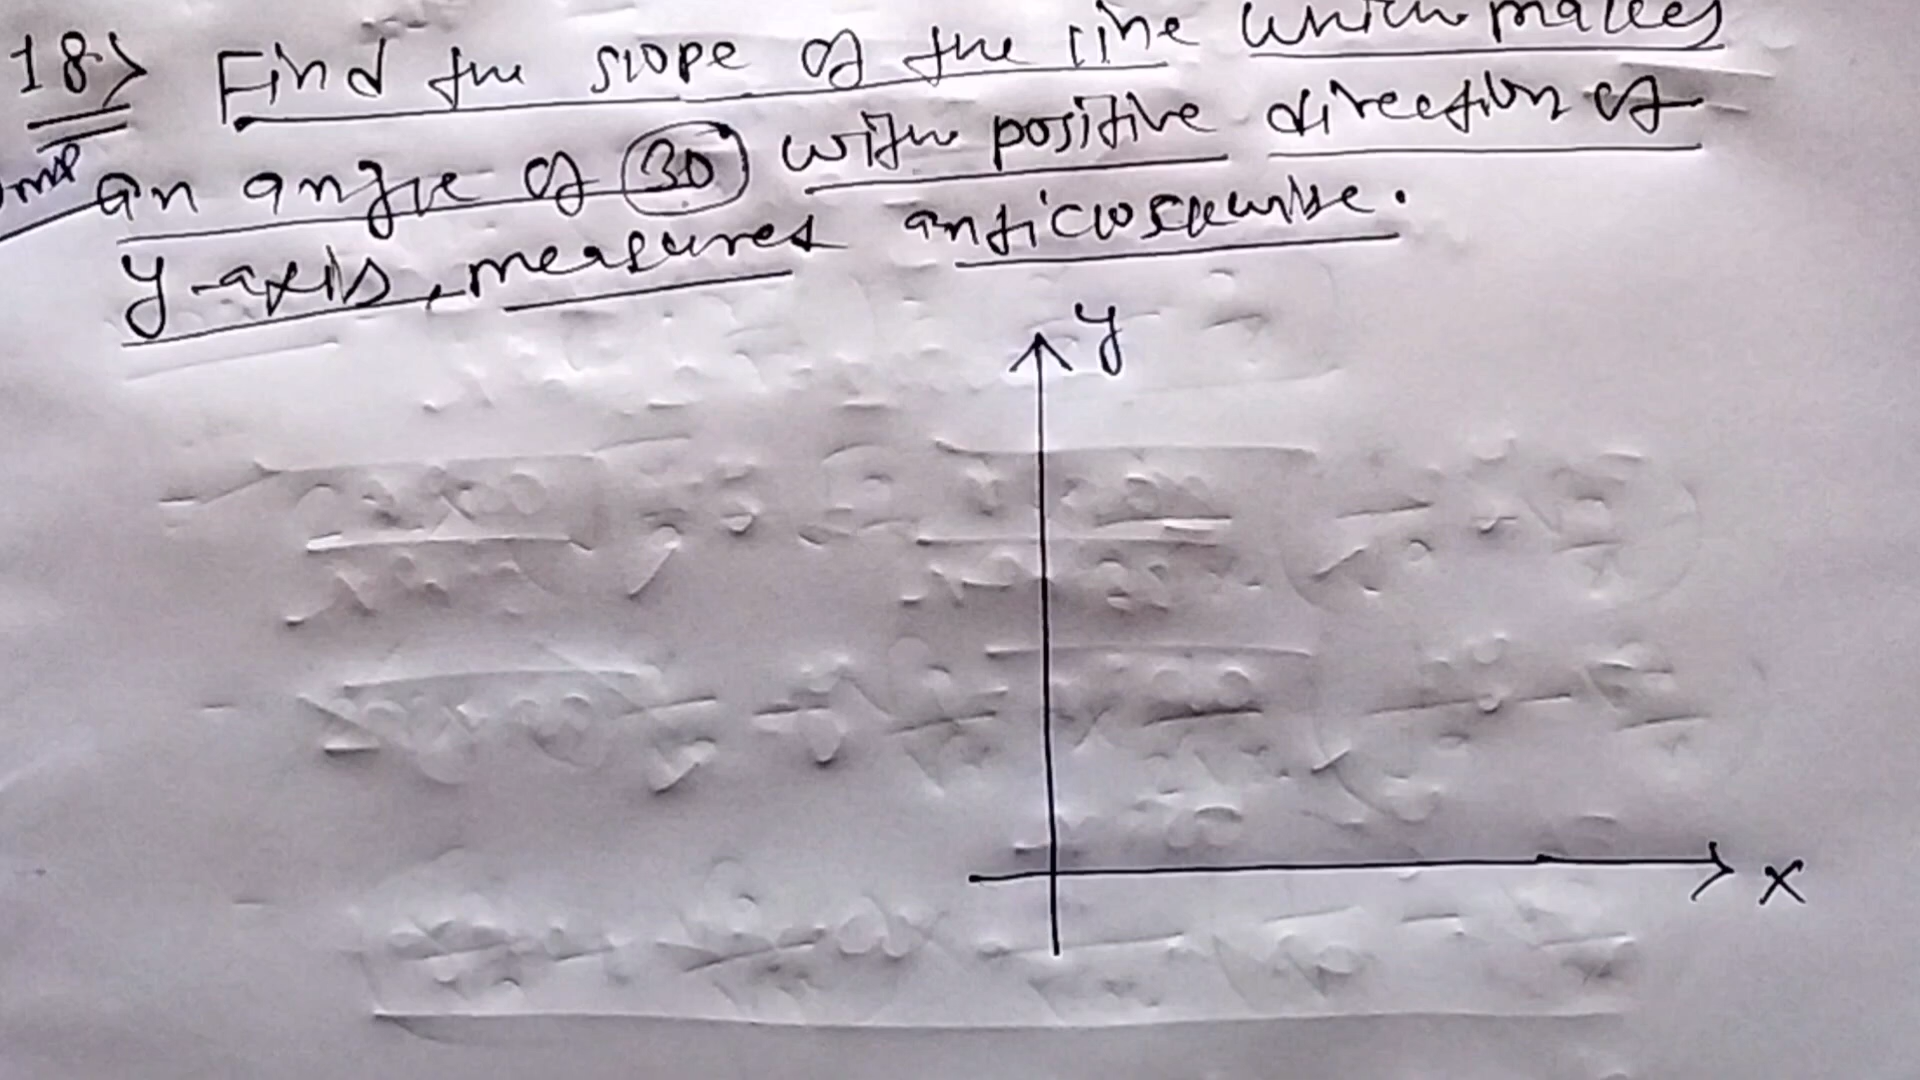 18> Find the slope of the line which makes
imp an angle of 30 with positive direction of
y-axis, measured anticlockwise.
y
x